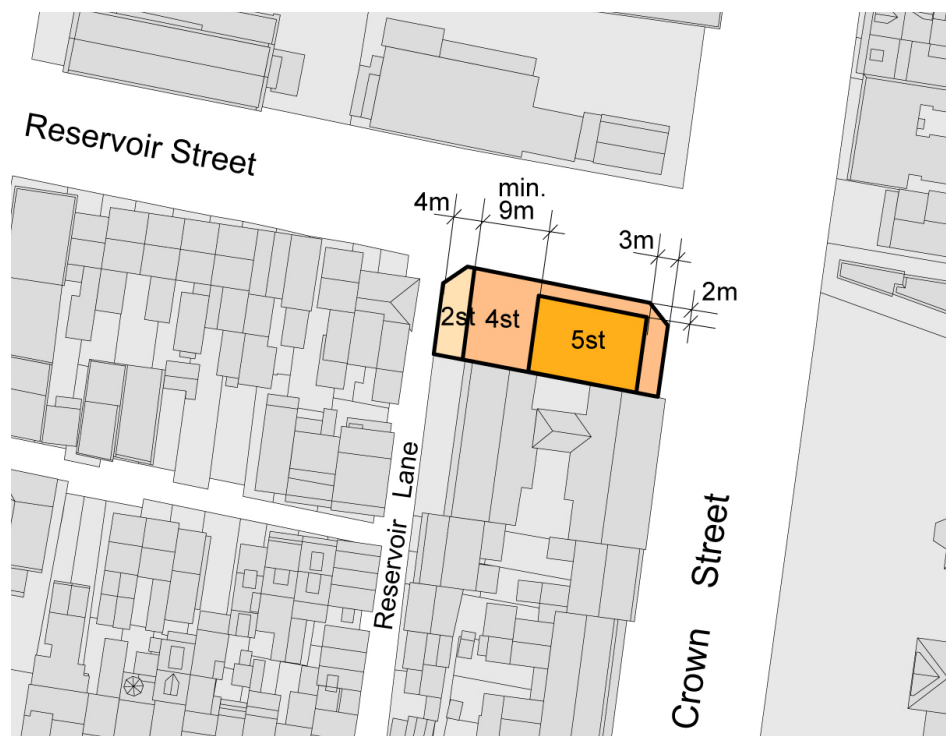 Reservoir Street
min.
4m
9m
3m
2m
2st
4st
5st
Reservoir Lane
Crown Street